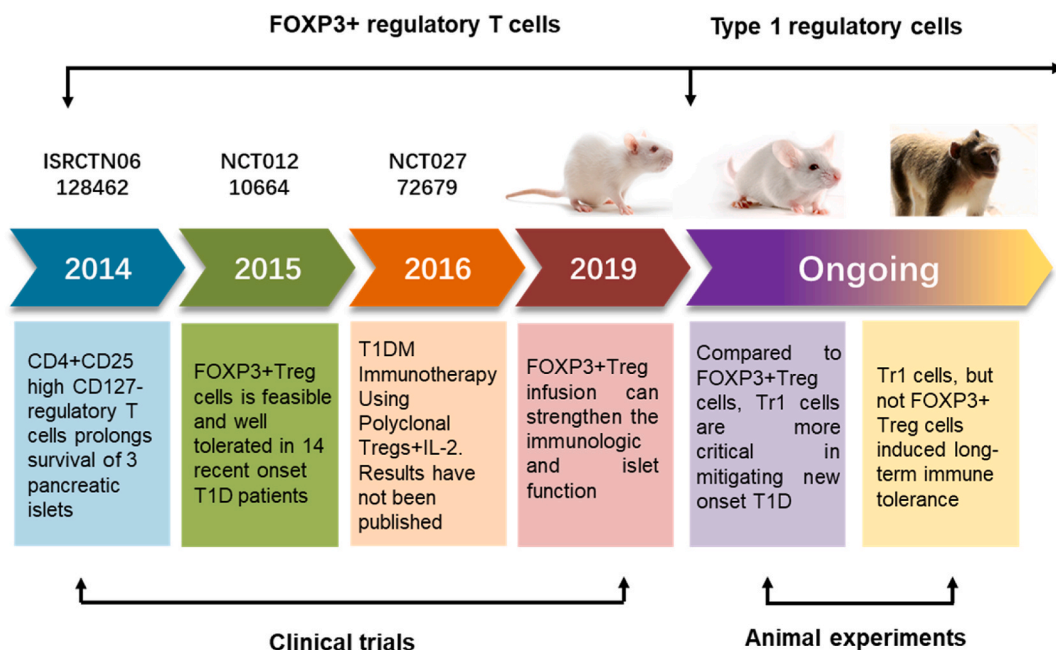 FOXP3+ regulatory T cells
Type 1 regulatory cells
ISRCTN06
128462
NCT012
10664
NCT027
72679
2014
2015
2016
2019
Ongoing
CD4+CD25
high CD127-
regulatory T
cells prolongs
survival of 3
pancreatic
islets
FOXP3+Treg
cells is feasible
and well
tolerated in 14
recent onset
T1D patients
T1DM
Immunotherapy
Using
Polyclonal
Tregs+IL-2.
Results have
not been
published
FOXP3+Treg
infusion can
strengthen the
immunologic
and islet
function
Compared to
FOXP3+Treg
cells, Tr1 cells
are more
critical in
mitigating new
onset T1D
Tr1 cells, but
not FOXP3+
Treg cells
induced long-
term immune
tolerance
Clinical trials
Animal experiments